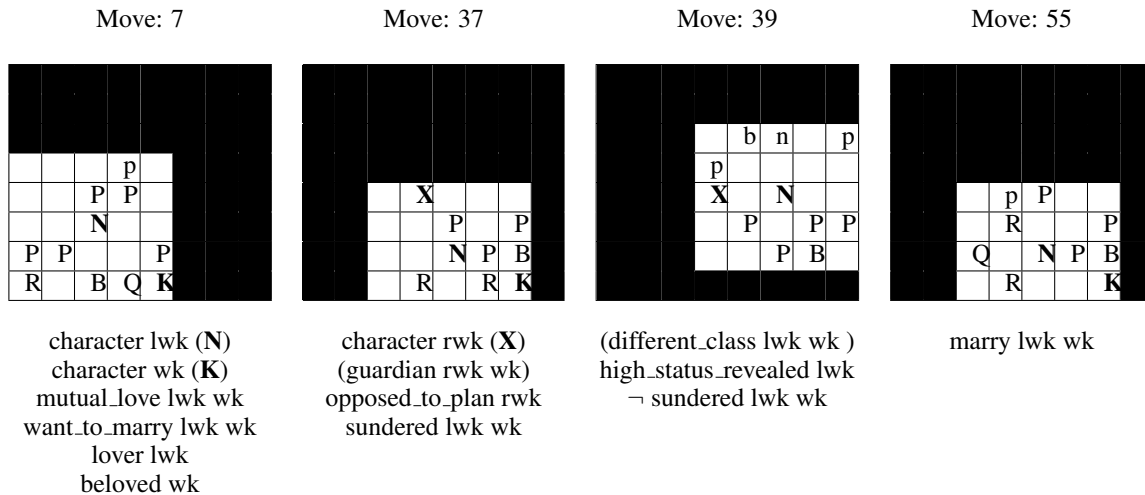 Move: 7
p
P P
N
P P P
R B Q K
character lwk (N)
character wk (K)
mutual_love lwk wk
want_to_marry lwk wk
lover lwk
beloved wk
Move: 37
X
P P
N P B
R R K
character rwk (X)
(guardian rwk wk)
opposed_to_plan rwk
sundered lwk wk
Move: 39
b n p
p
X N
P P P
P B
(different_class lwk wk )
high_status_revealed lwk
¬ sundered lwk wk
Move: 55
p P
R P
Q N P B
R K
marry lwk wk